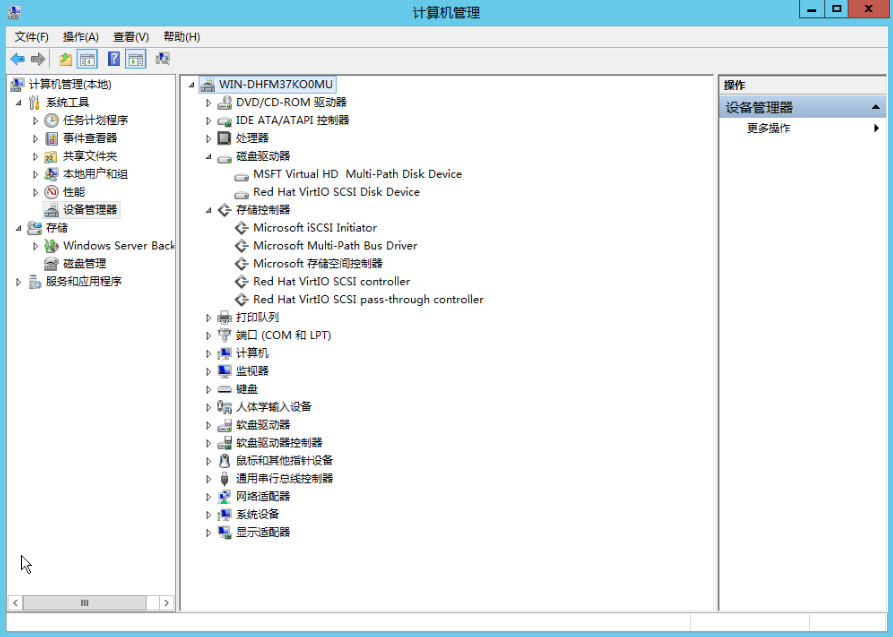 计算机管理
文件(F) 操作(A) 查看(V) 帮助(H)
计算机管理(本地)
系统工具
任务计划程序
事件查看器
共享文件夹
本地用户和组
性能
设备管理器
存储
Windows Server Back
磁盘管理
服务和应用程序
WIN-DHFM37KO0MU
DVD/CD-ROM 驱动器
IDE ATA/ATAPI 控制器
处理器
磁盘驱动器
MSFT Virtual HD  Multi-Path Disk Device
Red Hat VirtIO SCSI Disk Device
存储控制器
Microsoft iSCSI Initiator
Microsoft Multi-Path Bus Driver
Microsoft 存储空间控制器
Red Hat VirtIO SCSI controller
Red Hat VirtIO SCSI pass-through controller
打印队列
端口 (COM 和 LPT)
计算机
监视器
键盘
人体学输入设备
软盘驱动器
软盘驱动器控制器
鼠标和其他指针设备
通用串行总线控制器
网络适配器
系统设备
显示适配器
操作
设备管理器
更多操作